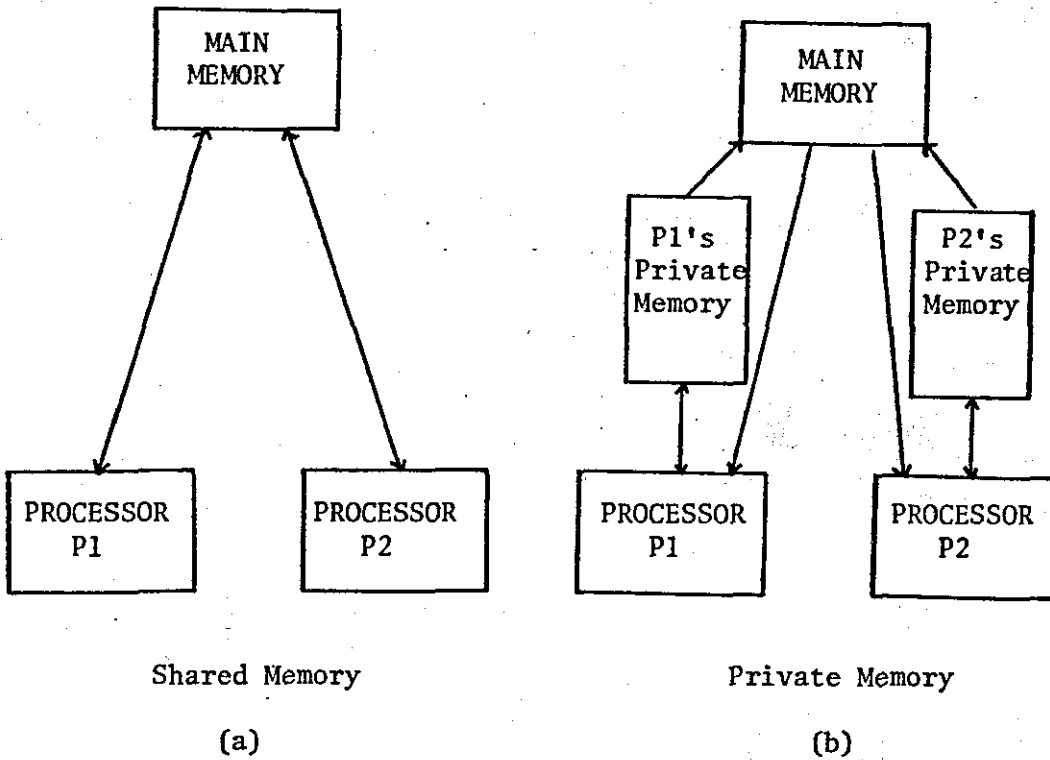 MAIN
MEMORY
PROCESSOR
P1
PROCESSOR
P2
Shared Memory
(a)
MAIN
MEMORY
P1's
Private
Memory
P2's
Private
Memory
PROCESSOR
P1
PROCESSOR
P2
Private Memory
(b)